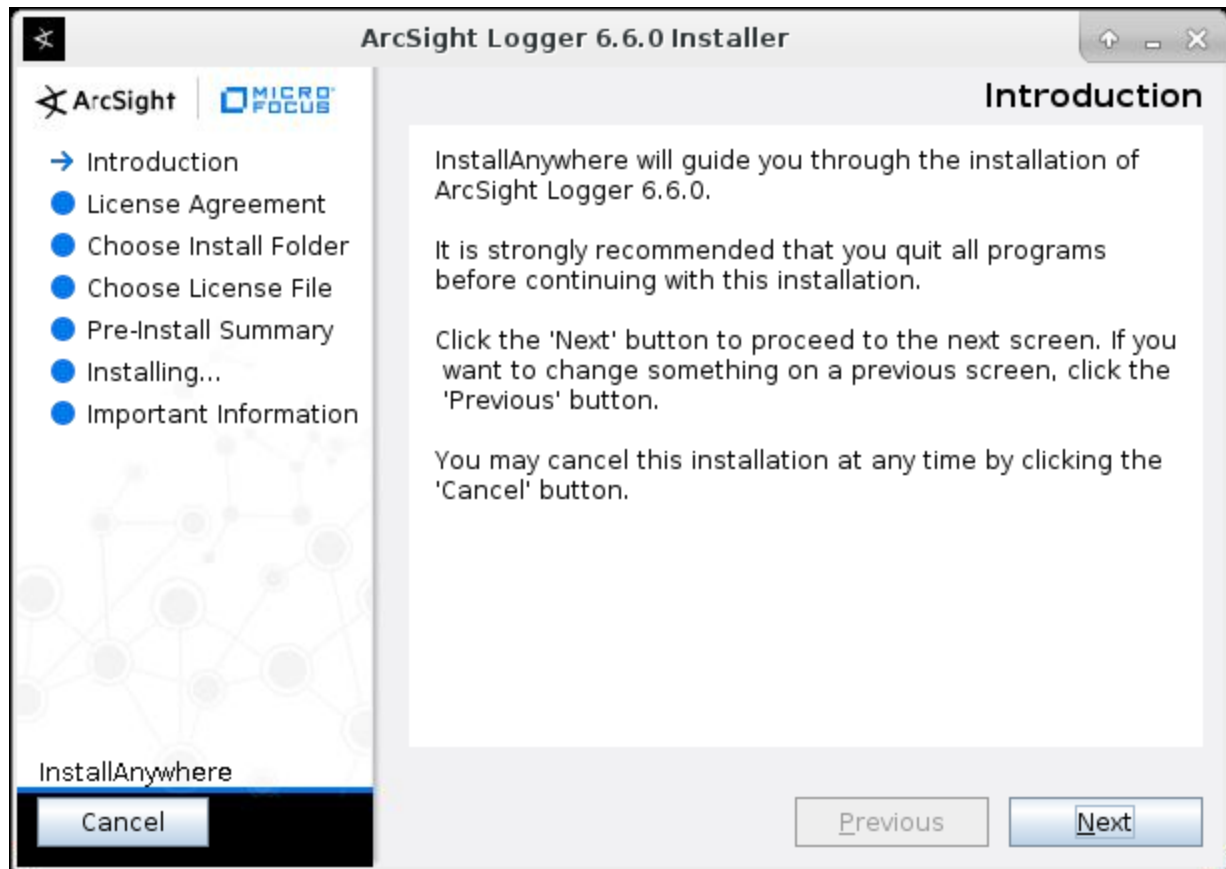 ArcSight Logger 6.6.0 Installer
ArcSight
MICRO FOCUS
Introduction
Introduction
License Agreement
Choose Install Folder
Choose License File
Pre-Install Summary
Installing...
Important Information
InstallAnywhere will guide you through the installation of
ArcSight Logger 6.6.0.
It is strongly recommended that you quit all programs
before continuing with this installation.
Click the 'Next' button to proceed to the next screen. If you
want to change something on a previous screen, click the
'Previous' button.
You may cancel this installation at any time by clicking the
'Cancel' button.
InstallAnywhere
Cancel
Previous
Next